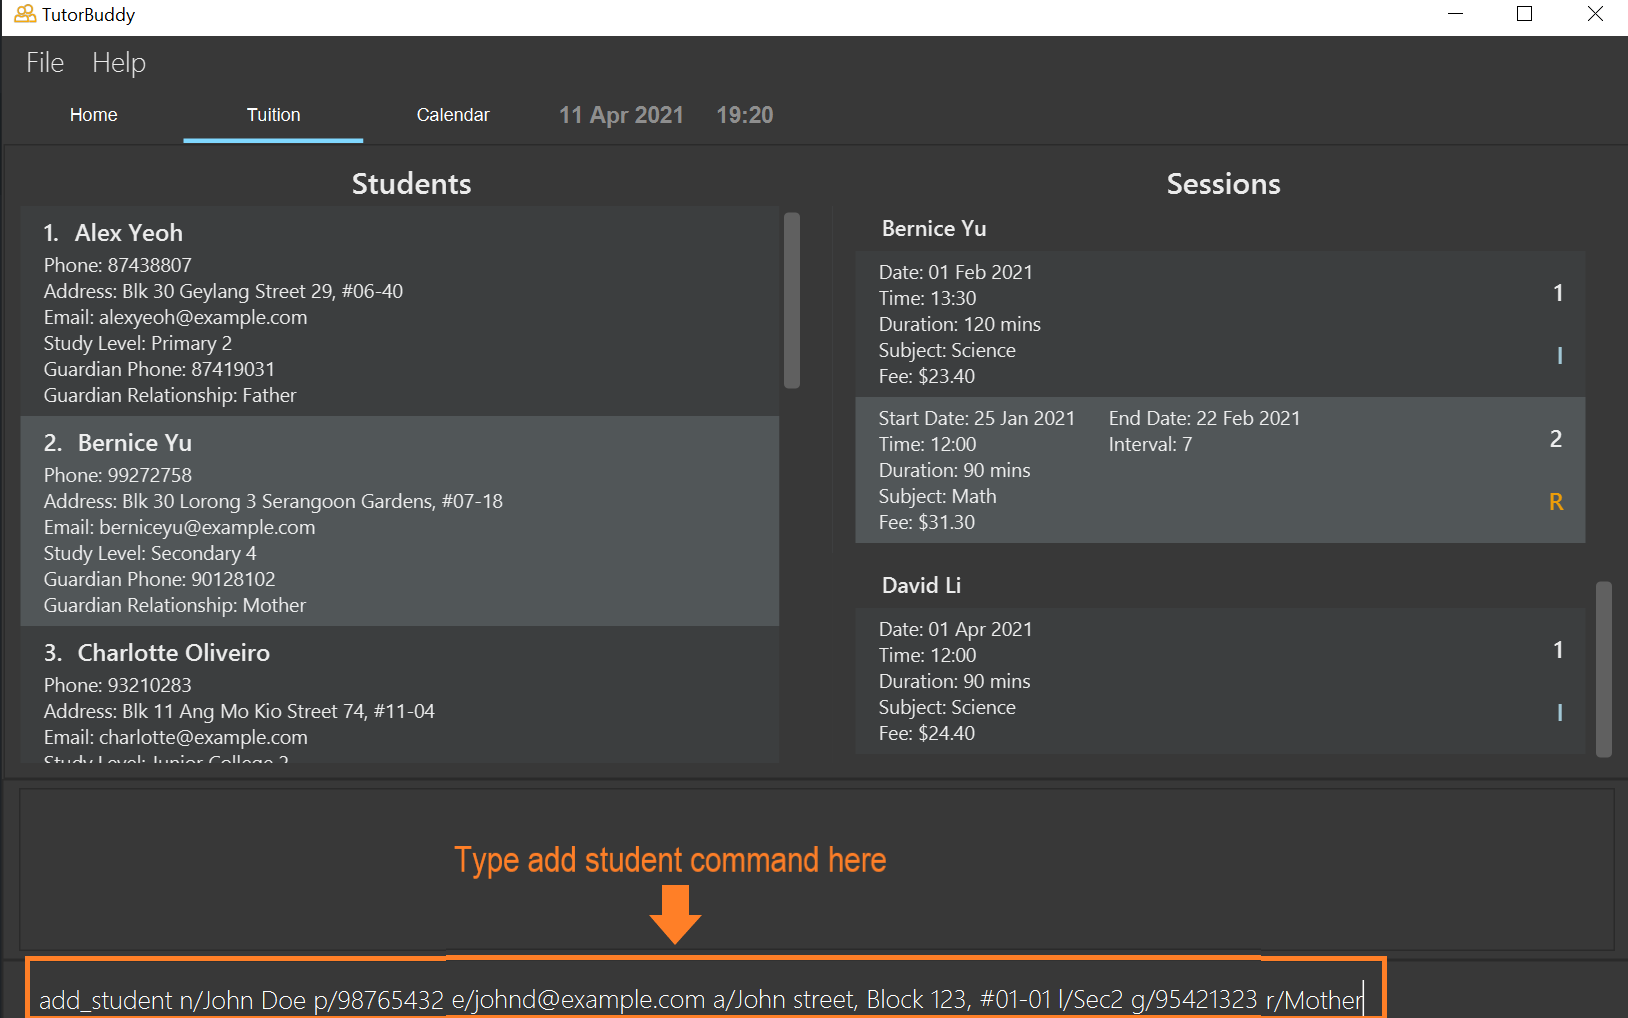 TutorBuddy
File Help
Home Tuition Calendar 11 Apr 2021 19:20
Students
1. Alex Yeoh
Phone: 87438807
Address: Blk 30 Geylang Street 29, #06-40
Email: alexyeoh@example.com
Study Level: Primary 2
Guardian Phone: 87419031
Guardian Relationship: Father
2. Bernice Yu
Phone: 99272758
Address: Blk 30 Lorong 3 Serangoon Gardens, #07-18
Email: berniceyu@example.com
Study Level: Secondary 4
Guardian Phone: 90128102
Guardian Relationship: Mother
3. Charlotte Oliveiro
Phone: 93210283
Address: Blk 11 Ang Mo Kio Street 74, #11-04
Email: charlotte@example.com
Study Level: Junior College 2
Sessions
Bernice Yu
Date: 01 Feb 2021
1
Time: 13:30
Duration: 120 mins
Subject: Science
I
Fee: $23.40
Start Date: 25 Jan 2021 End Date: 22 Feb 2021
2
Time: 12:00 Interval: 7
Duration: 90 mins
Subject: Math
R
Fee: $31.30
David Li
Date: 01 Apr 2021
1
Time: 12:00
Duration: 90 mins
Subject: Science
I
Fee: $24.40
Type add student command here
add_student n/John Doe p/98765432 e/johnd@example.com a/John street, Block 123, #01-01 l/Sec2 g/95421323 r/Mother